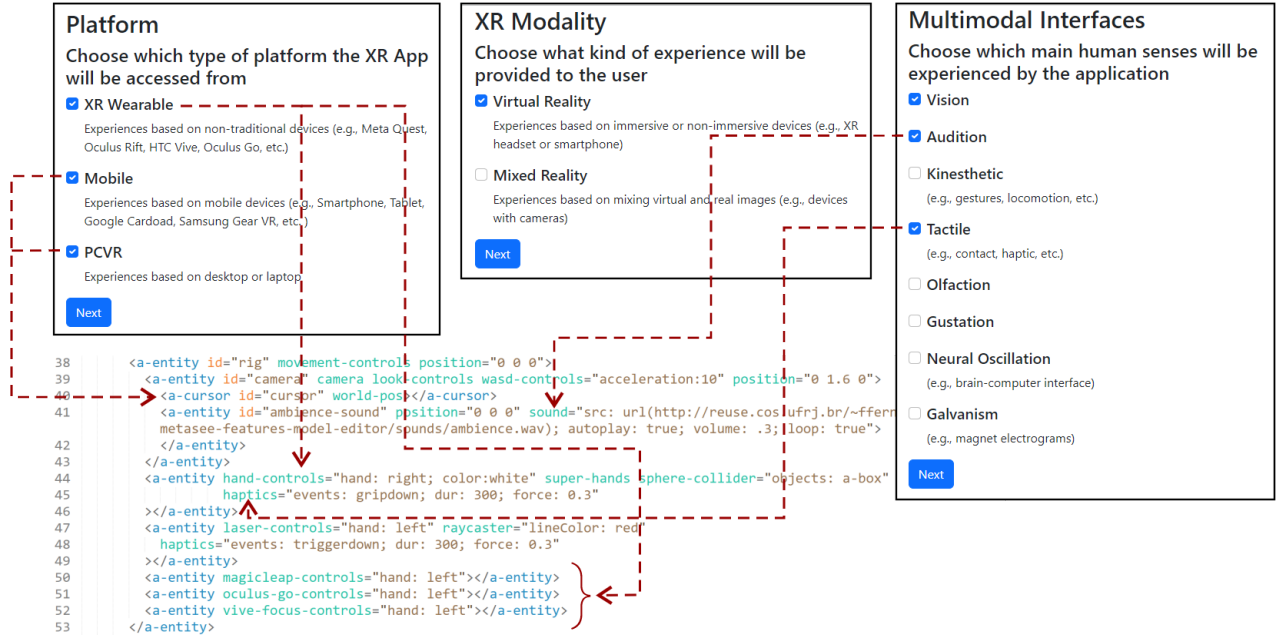 Platform
Choose which type of platform the XR App
will be accessed from
XR Wearable
Experiences based on non-traditional devices (e.g., Meta Quest,
Oculus Rift, HTC Vive, Oculus Go, etc.)
Mobile
Experiences based on mobile devices (e.g., Smartphone, Tablet,
Google Cardoad, Samsung Gear VR, etc.)
PCVR
Experiences based on desktop or laptop
Next
XR Modality
Choose what kind of experience will be
provided to the user
Virtual Reality
Experiences based on immersive or non-immersive devices (e.g., XR
headset or smartphone)
Mixed Reality
Experiences based on mixing virtual and real images (e.g., devices
with cameras)
Next
Multimodal Interfaces
Choose which main human senses will be
experienced by the application
Vision
Audition
Kinesthetic
(e.g., gestures, locomotion, etc.)
Tactile
(e.g., contact, haptic, etc.)
Olfaction
Gustation
Neural Oscillation
(e.g., brain-computer interface)
Galvanism
(e.g., magnet electrograms)
Next
38 <a-entity id="rig" movement-controls position="0 0 0">
39 <a-entity id="camera" camera look-controls wasd-controls="acceleration:10" position="0 1.6 0">
40 <a-cursor id="cursor" world-pos></a-cursor>
41 <a-entity id="ambience-sound" position="0 0 0" sound="src: url(http://reuse.cos.ufrj.br/~ffern
metasee-features-model-editor/sounds/ambience.wav); autoplay: true; volume: .3; loop: true">
42 </a-entity>
43 </a-entity>
44 <a-entity hand-controls="hand: right; color:white" super-hands sphere-collider="objects: a-box"
45 haptics="events: gripdown; dur: 300; force: 0.3"
46 ></a-entity>
47 <a-entity laser-controls="hand: left" raycaster="lineColor: red"
48 haptics="events: triggerdown; dur: 300; force: 0.3"
49 ></a-entity>
50 <a-entity magicleap-controls="hand: left"></a-entity>
51 <a-entity oculus-go-controls="hand: left"></a-entity>
52 <a-entity vive-focus-controls="hand: left"></a-entity>
53 </a-entity>